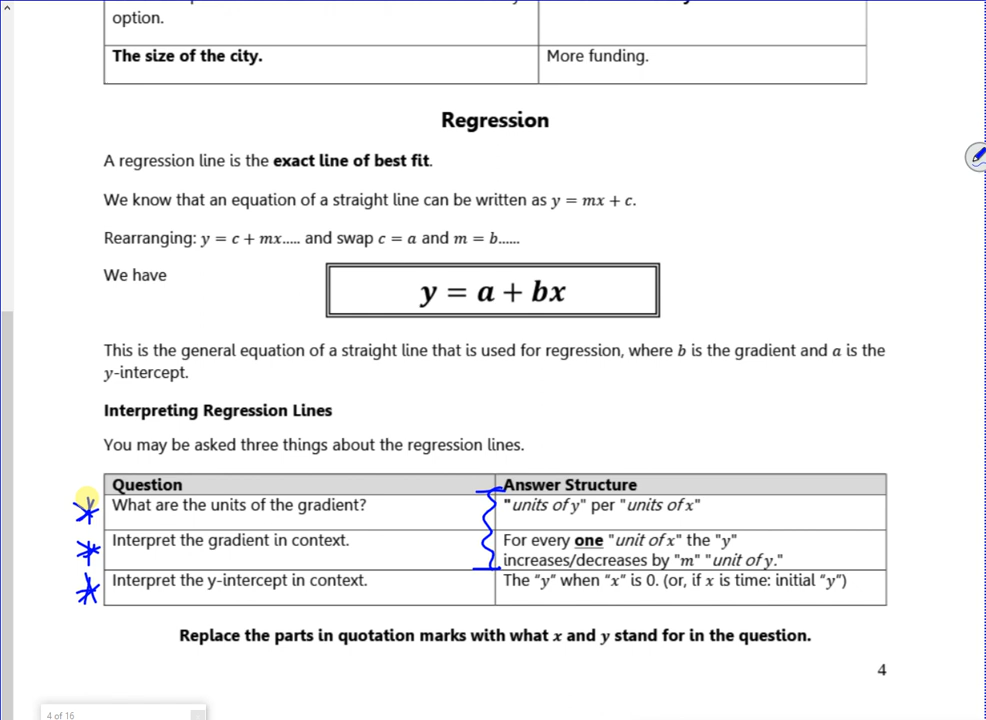 option.
The size of the city.
More funding.
Regression
A regression line is the exact line of best fit.
We know that an equation of a straight line can be written as y = mx + c.
Rearranging: y = c + mx..... and swap c = a and m = b......
We have
y = a + bx
This is the general equation of a straight line that is used for regression, where b is the gradient and a is the
y-intercept.
Interpreting Regression Lines
You may be asked three things about the regression lines.
Question
Answer Structure
What are the units of the gradient?
"units of y" per "units of x"
Interpret the gradient in context.
For every one "unit of x" the "y"
increases/decreases by "m" "unit of y."
Interpret the y-intercept in context.
The "y" when "x" is 0. (or, if x is time: initial "y")
Replace the parts in quotation marks with what x and y stand for in the question.
4
4 of 16